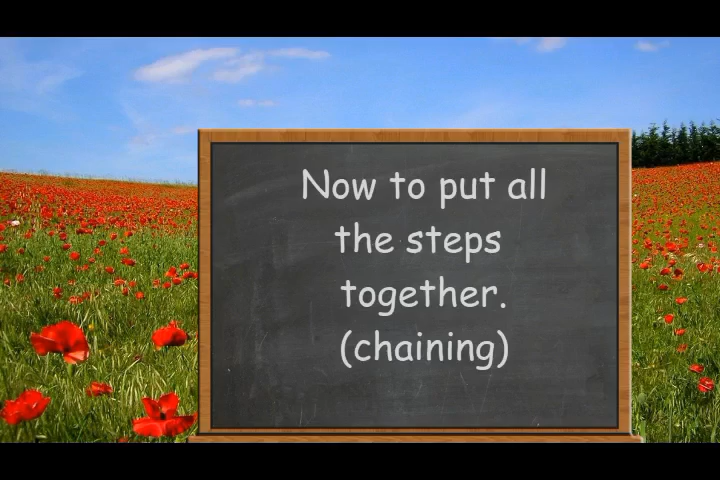 Now to put all
the steps
together.
(chaining)